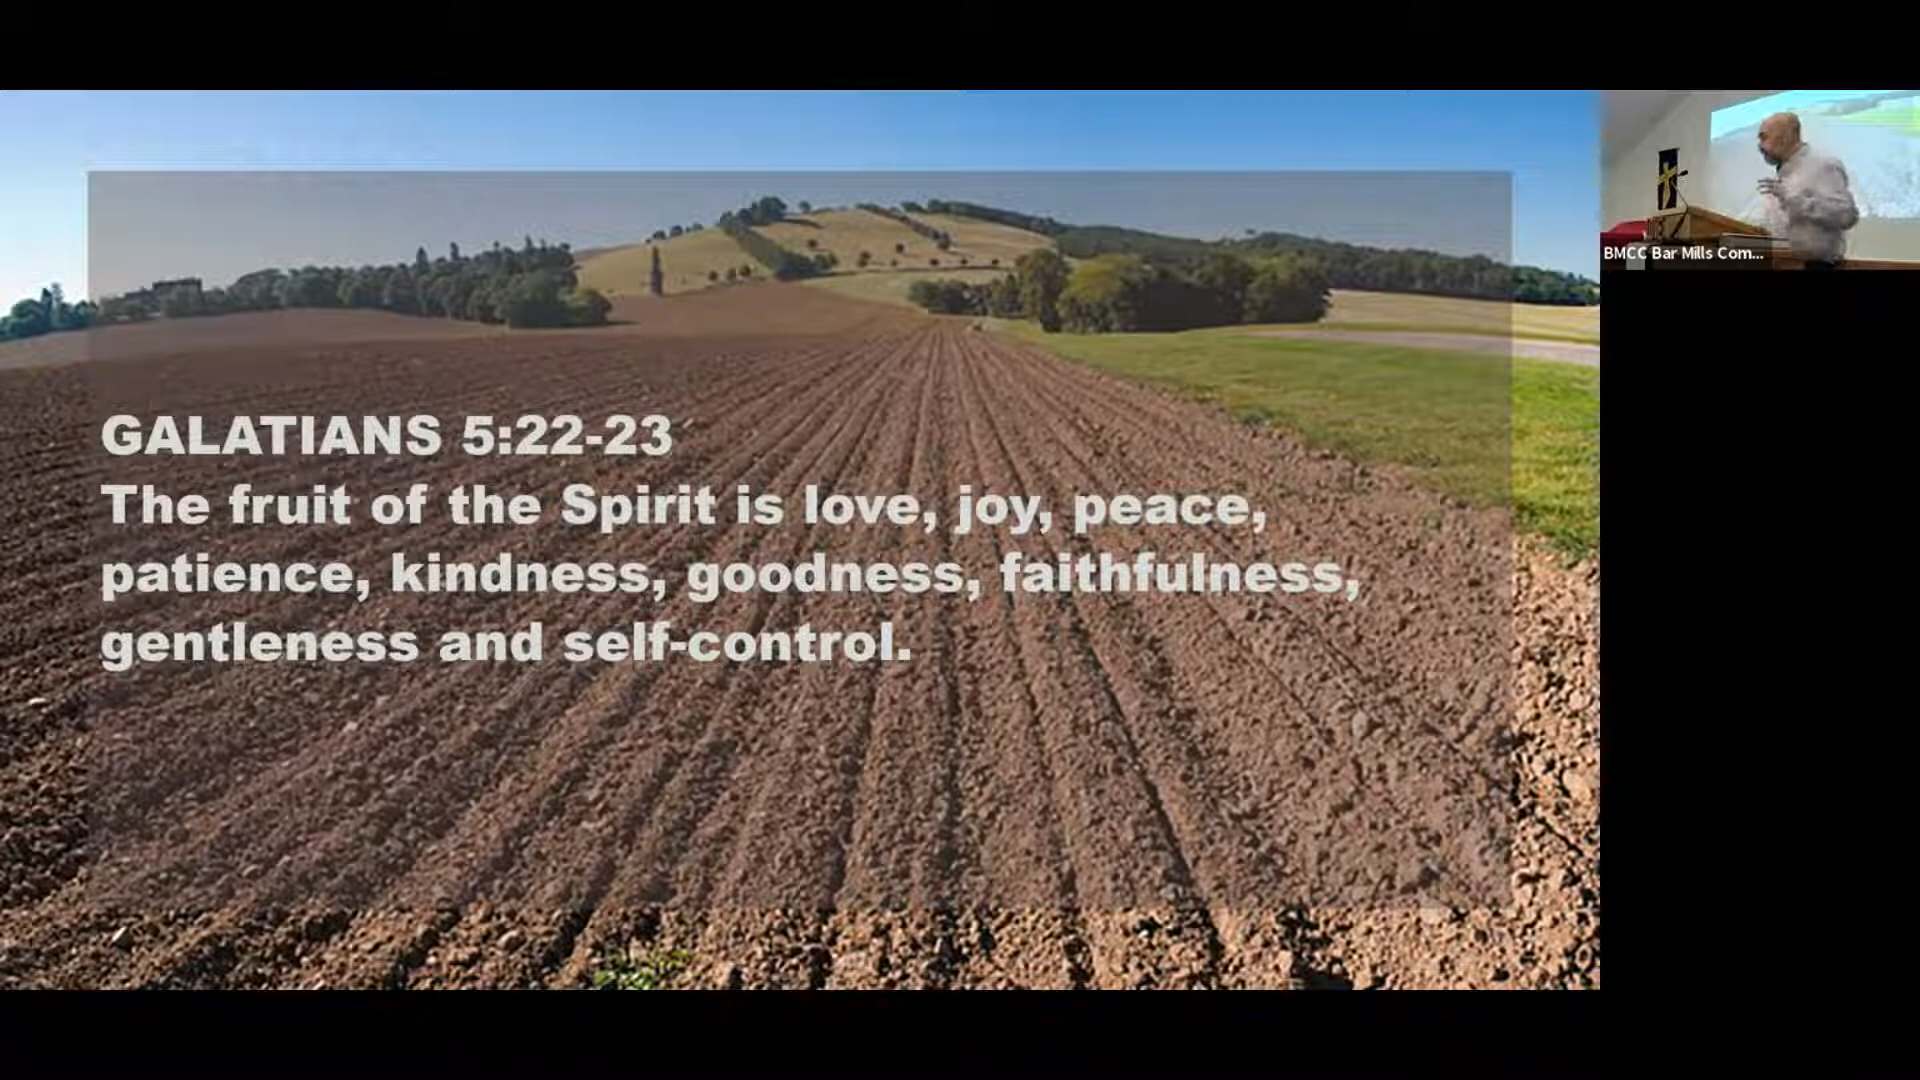 GALATIANS 5:22-23
The fruit of the Spirit is love, joy, peace,
patience, kindness, goodness, faithfulness,
gentleness and self-control.
BMCC Bar Mills Com...